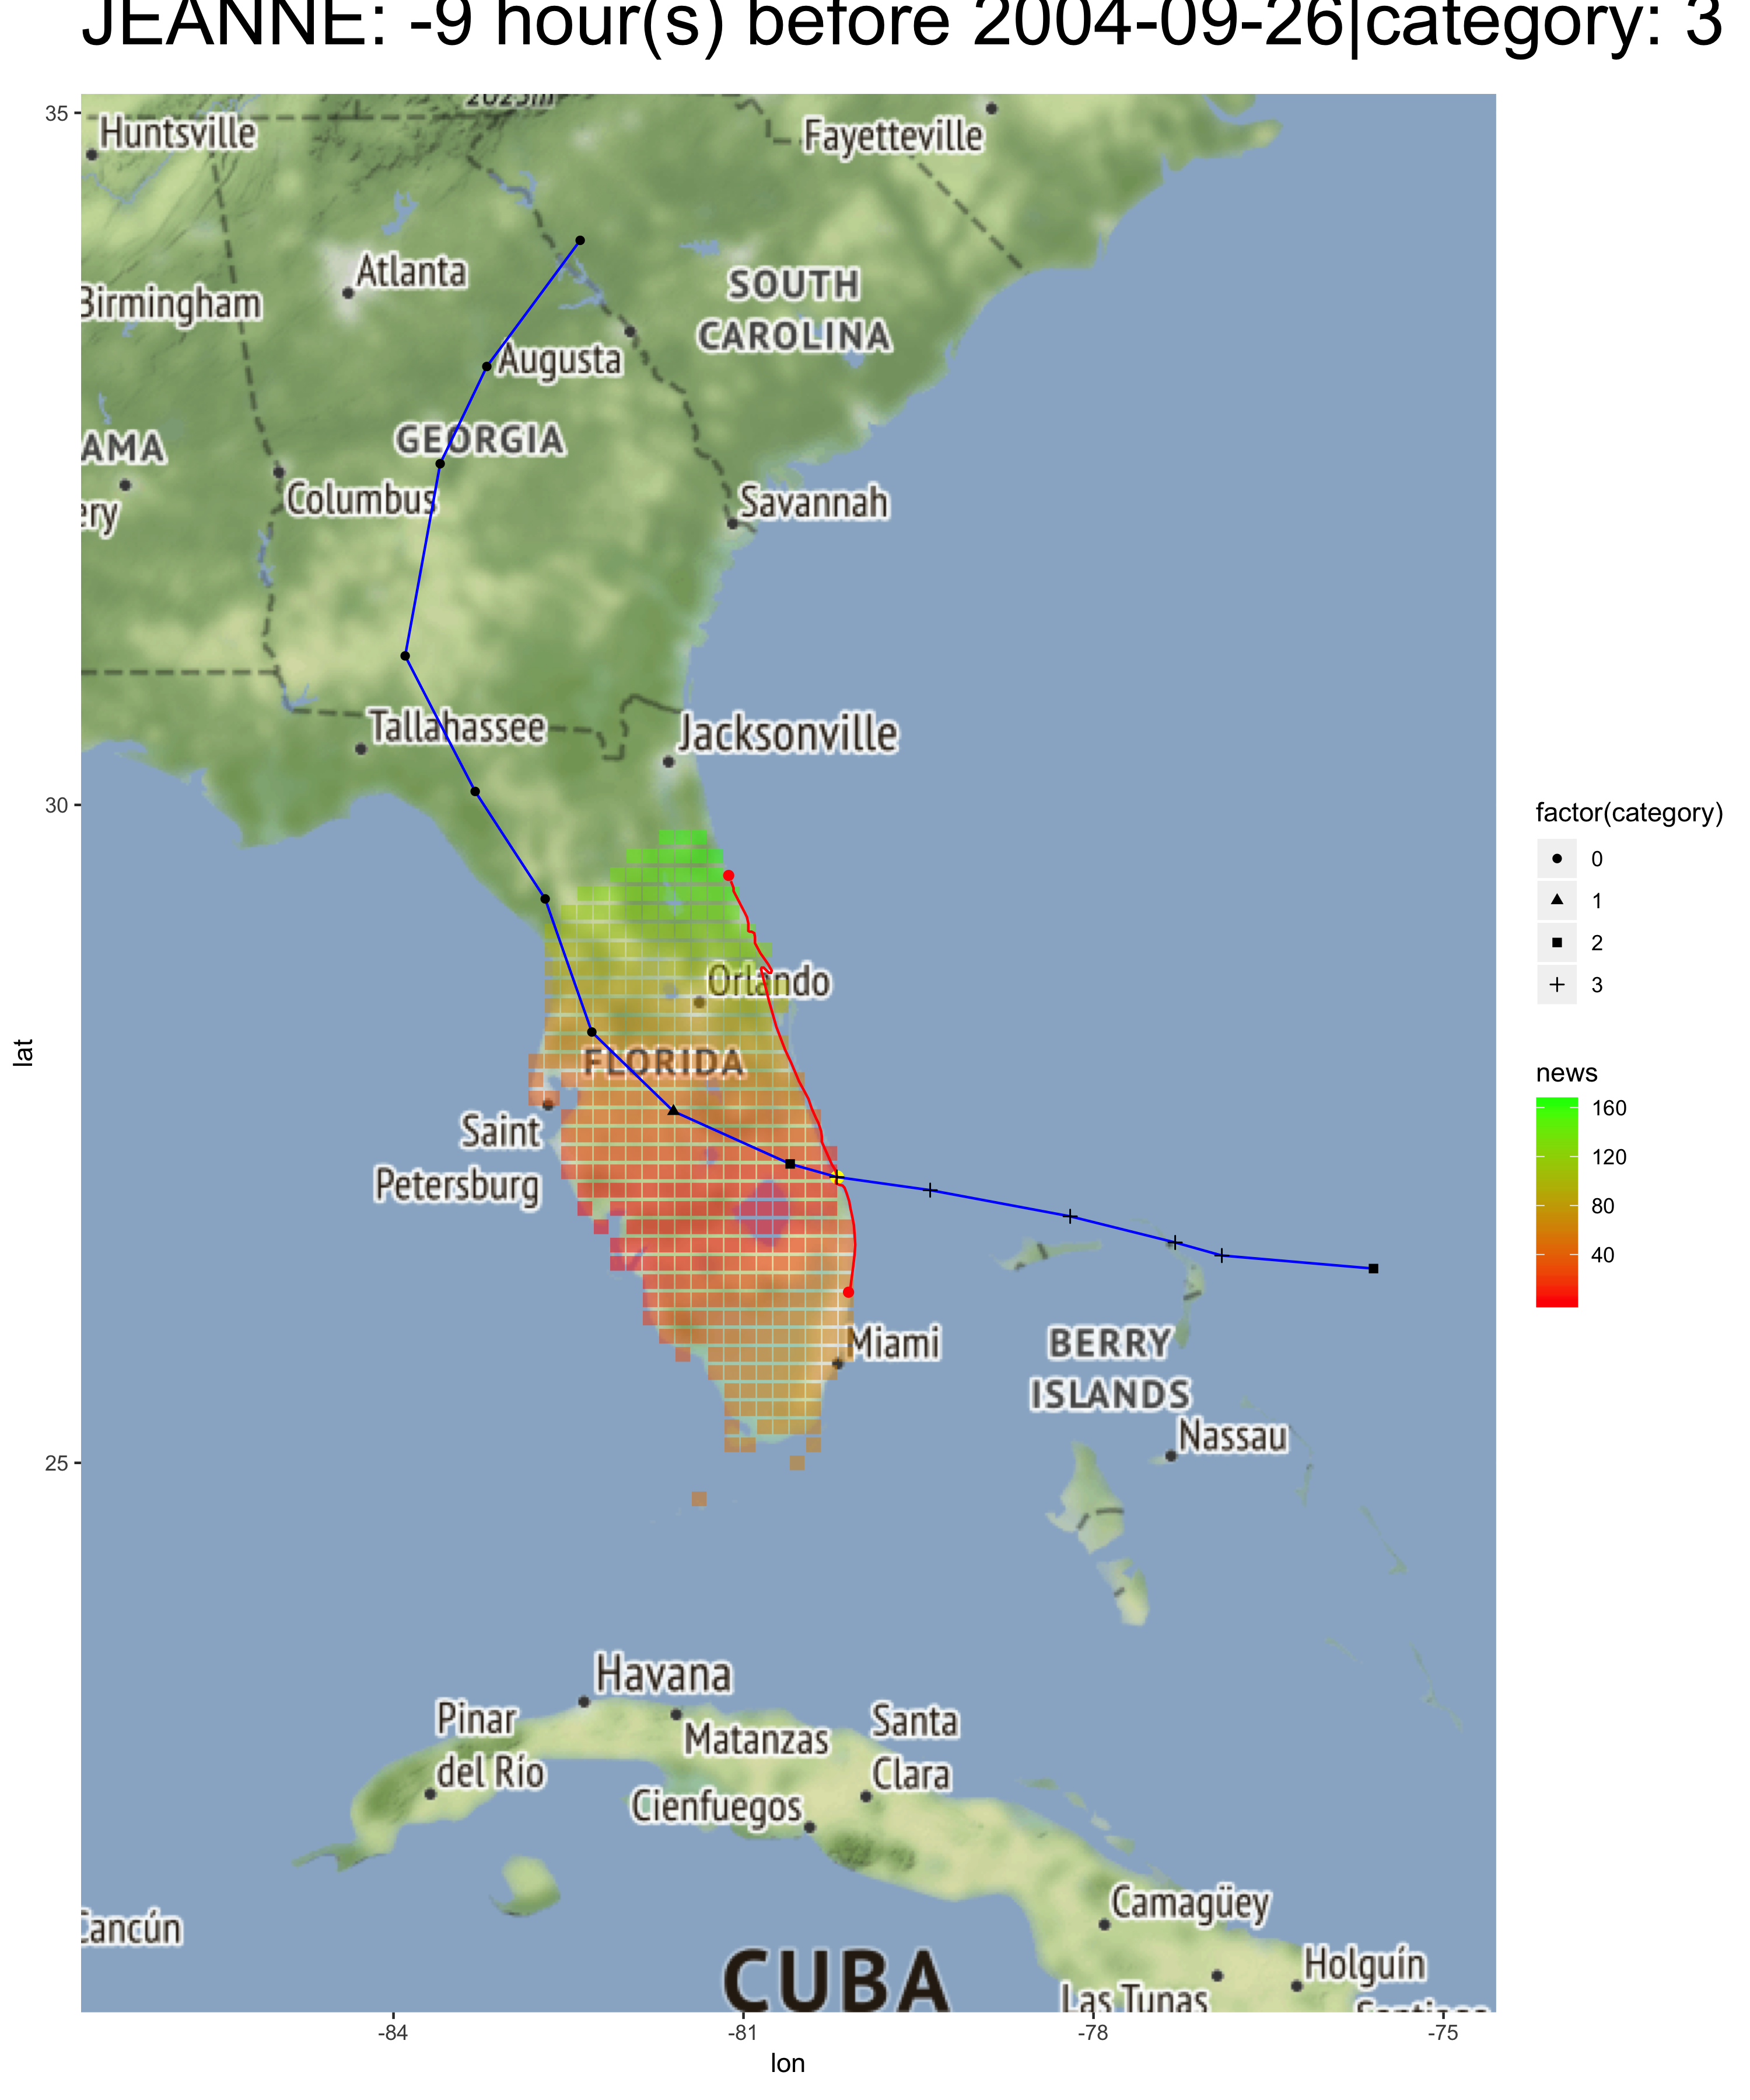 JEANNE: -9 hour(s) before 2004-09-26|category: 3
2025m
35
Huntsville
Fayetteville
Atlanta
Birmingham
SOUTH
CAROLINA
Augusta
GEORGIA
AMA
Columbus
ery
Savannah
Tallahassee
Jacksonville
30
factor(category)
0
1
2
3
Orlando
lat
FLORIDA
news
160
120
80
40
Saint
Petersburg
Miami
BERRY
ISLANDS
Nassau
25
Havana
Pinar
del Río
Matanzas
Santa
Clara
Cienfuegos
Camagüey
Cancún
Holguín
CUBA
Las Tunas
Santiago
-84
-81
-78
-75
lon